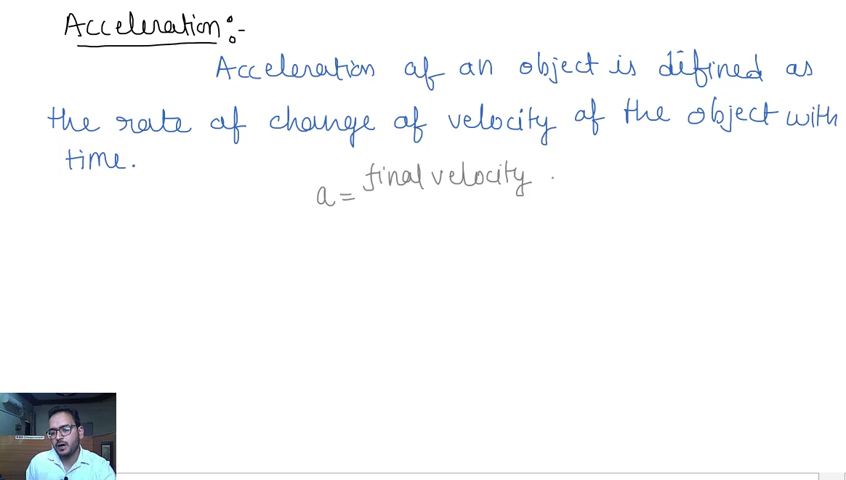 Acceleration :-
Acceleration of an object is defined as
the rate of change of velocity of the object with
time.
a = final velocity